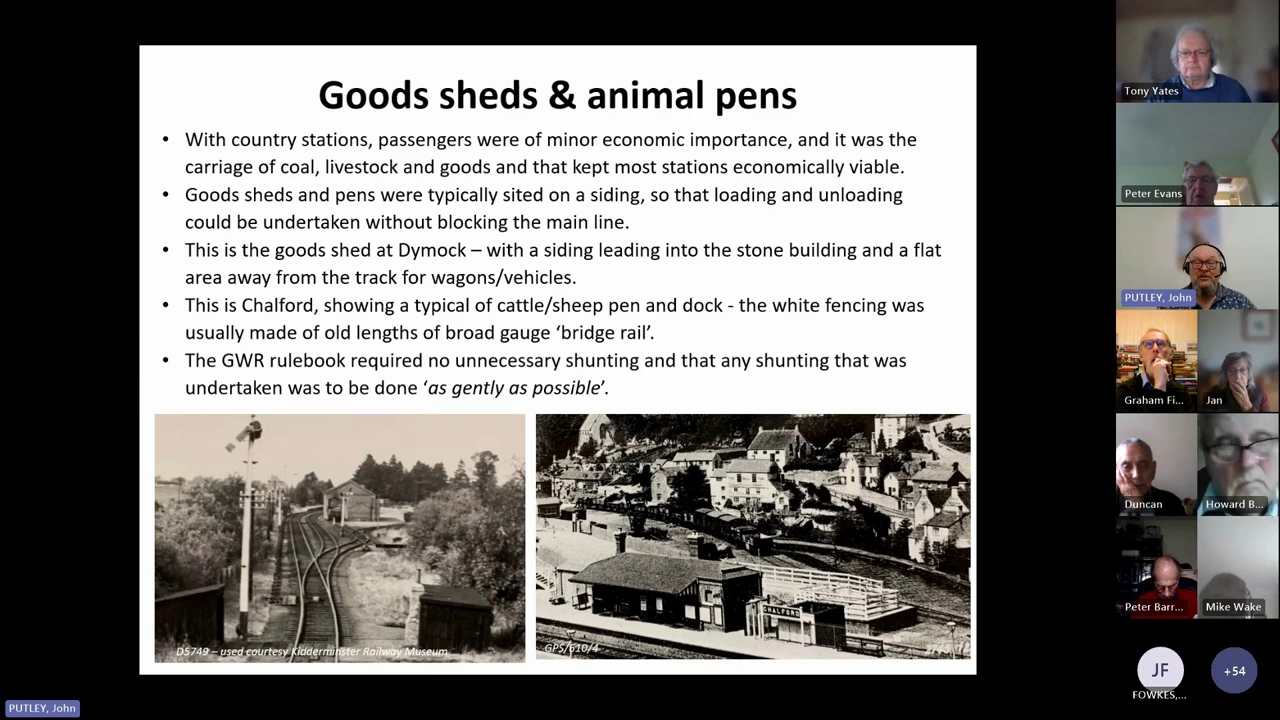 Goods sheds & animal pens
• With country stations, passengers were of minor economic importance, and it was the
carriage of coal, livestock and goods and that kept most stations economically viable.
• Goods sheds and pens were typically sited on a siding, so that loading and unloading
could be undertaken without blocking the main line.
• This is the goods shed at Dymock – with a siding leading into the stone building and a flat
area away from the track for wagons/vehicles.
• This is Chalford, showing a typical of cattle/sheep pen and dock - the white fencing was
usually made of old lengths of broad gauge ‘bridge rail’.
• The GWR rulebook required no unnecessary shunting and that any shunting that was
undertaken was to be done ‘as gently as possible’.
D5749 – used courtesy Kidderminster Railway Museum
CHALFORD
GPS/610/4
Tony Yates
Peter Evans
PUTLEY, John
Graham Fi...
Jan
Duncan
Howard B...
Peter Barr...
Mike Wake
JF
+54
FOWKES,...
PUTLEY, John